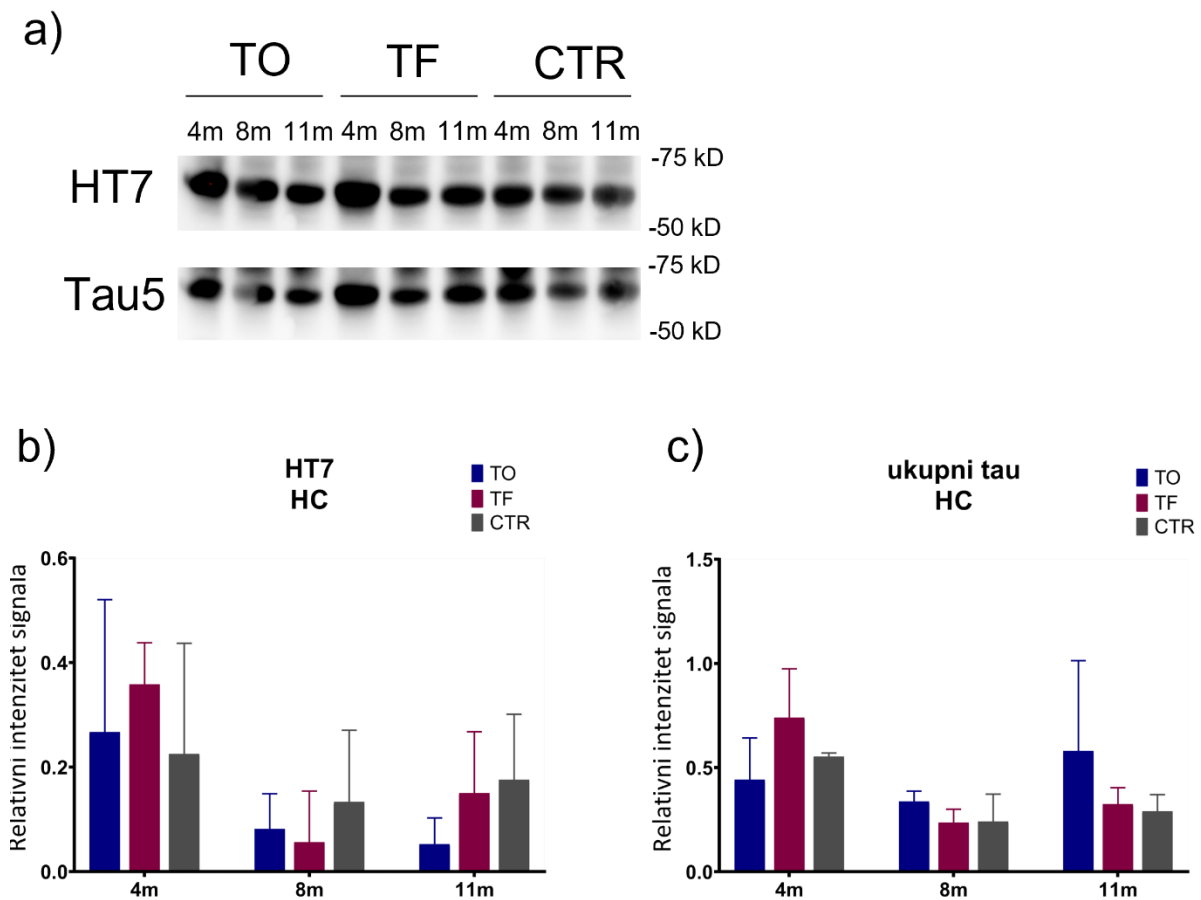 a)
TO TF CTR
4m 8m 11m 4m 8m 11m 4m 8m 11m
HT7
-75 kD
-50 kD
Tau5
-75 kD
-50 kD
b)
HT7
HC
TO
TF
CTR
Relativni intenzitet signala
0.6
0.4
0.2
0.0
4m 8m 11m
c)
ukupni tau
HC
TO
TF
CTR
Relativni intenzitet signala
1.5
1.0
0.5
0.0
4m 8m 11m